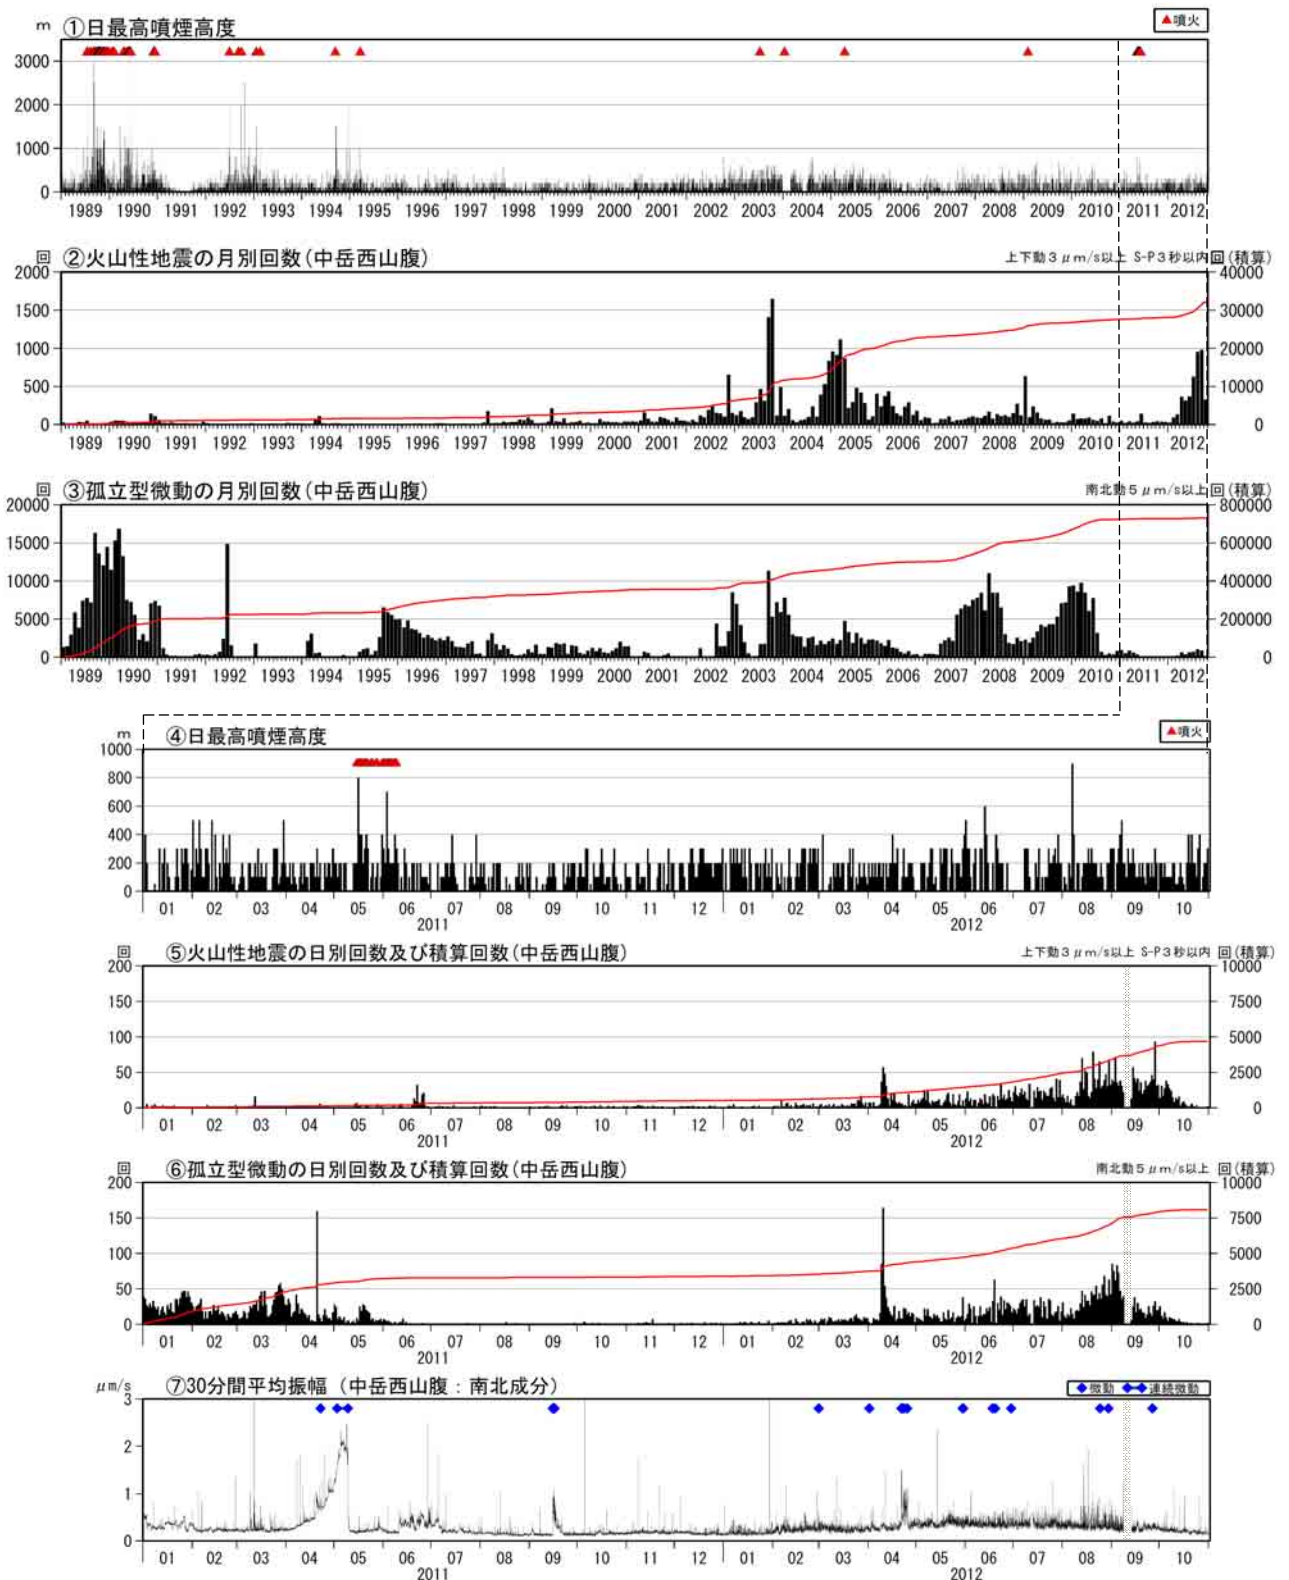 m ①日最高噴煙高度 ▲噴火
3000
2000
1000
0
1989 1990 1991 1992 1993 1994 1995 1996 1997 1998 1999 2000 2001 2002 2003 2004 2005 2006 2007 2008 2009 2010 2011 2012
回 ②火山性地震の月別回数(中岳西山腹) 上下動3μm/s以上 S-P3秒以内 回(積算)
2000 40000
1500 30000
1000 20000
500 10000
0 0
1989 1990 1991 1992 1993 1994 1995 1996 1997 1998 1999 2000 2001 2002 2003 2004 2005 2006 2007 2008 2009 2010 2011 2012
回 ③孤立型微動の月別回数(中岳西山腹) 南北動5μm/s以上 回(積算)
20000 800000
15000 600000
10000 400000
5000 200000
0 0
1989 1990 1991 1992 1993 1994 1995 1996 1997 1998 1999 2000 2001 2002 2003 2004 2005 2006 2007 2008 2009 2010 2011 2012
m ④日最高噴煙高度 ▲噴火
1000
800
600
400
200
0
01 02 03 04 05 06 07 08 09 10 11 12 01 02 03 04 05 06 07 08 09 10
2011 2012
回 ⑤火山性地震の日別回数及び積算回数(中岳西山腹) 上下動3μm/s以上 S-P3秒以内 回(積算)
200 10000
150 7500
100 5000
50 2500
0 0
01 02 03 04 05 06 07 08 09 10 11 12 01 02 03 04 05 06 07 08 09 10
2011 2012
回 ⑥孤立型微動の日別回数及び積算回数(中岳西山腹) 南北動5μm/s以上 回(積算)
200 10000
150 7500
100 5000
50 2500
0 0
01 02 03 04 05 06 07 08 09 10 11 12 01 02 03 04 05 06 07 08 09 10
2011 2012
μm/s ⑦30分間平均振幅（中岳西山腹：南北成分） ◆微動 ◆─◆連続微動
3
2
1
0
01 02 03 04 05 06 07 08 09 10 11 12 01 02 03 04 05 06 07 08 09 10
2011 2012